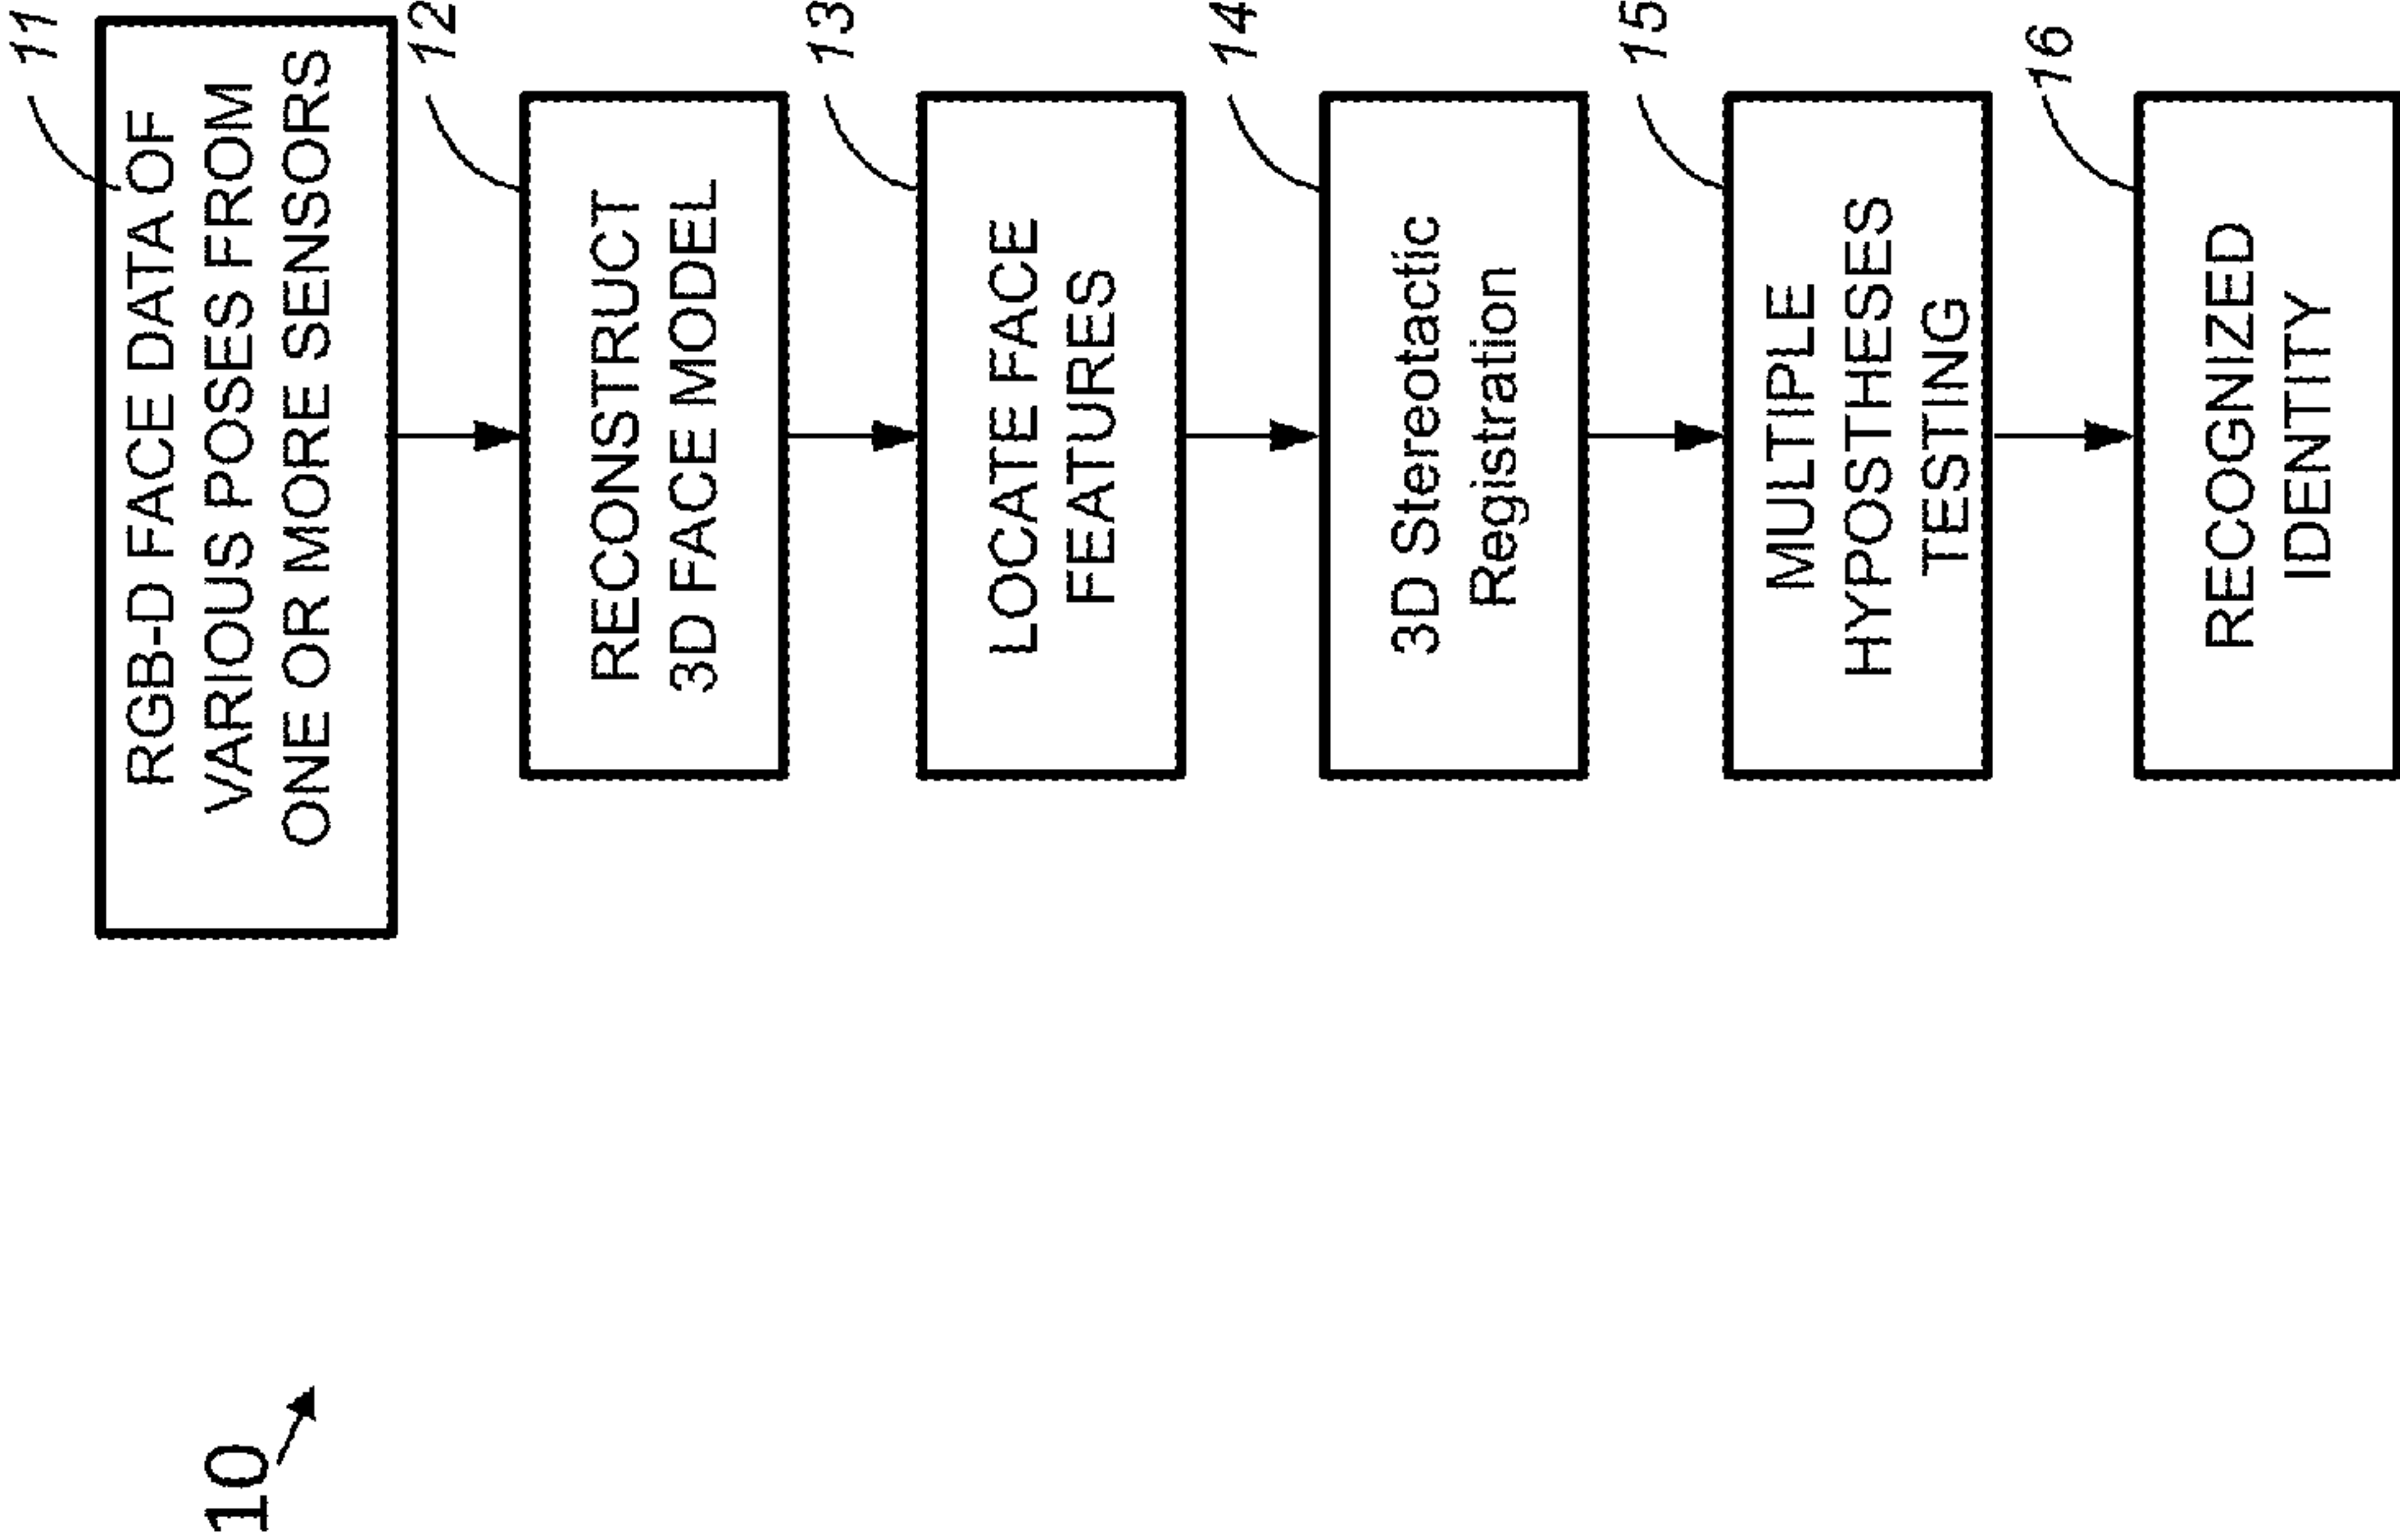 10
11
RGB-D FACE DATA OF
VARIOUS POSES FROM
ONE OR MORE SENSORS
12
RECONSTRUCT
3D FACE MODEL
13
LOCATE FACE
FEATURES
14
3D Stereotactic
Registration
15
MULTIPLE
HYPOSTHESES
TESTING
16
RECOGNIZED
IDENTITY